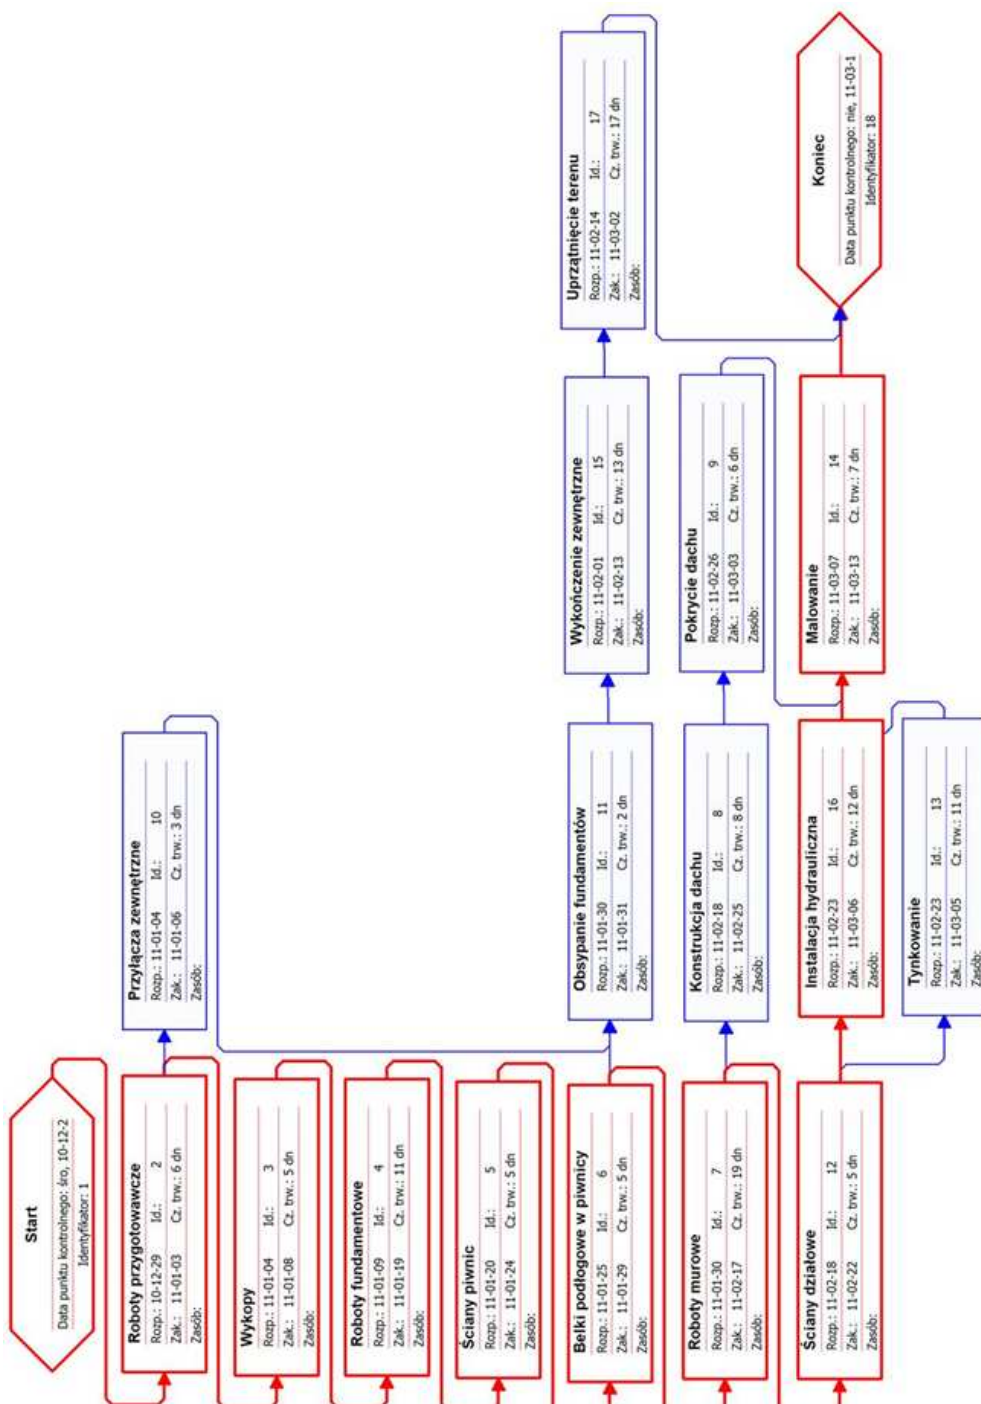 Start
Data punktu kontrolnego: śro, 10-12-2
Identyfikator: 1
Roboty przygotowawcze
Rozp.: 10-12-29 Id.: 2
Zak.: 11-01-03 Cz. trw.: 6 dn
Zasób:
Przyłącza zewnętrzne
Rozp.: 11-01-04 Id.: 10
Zak.: 11-01-06 Cz. trw.: 3 dn
Zasób:
Wykopy
Rozp.: 11-01-04 Id.: 3
Zak.: 11-01-08 Cz. trw.: 5 dn
Zasób:
Roboty fundamentowe
Rozp.: 11-01-09 Id.: 4
Zak.: 11-01-19 Cz. trw.: 11 dn
Zasób:
Ściany piwnic
Rozp.: 11-01-20 Id.: 5
Zak.: 11-01-24 Cz. trw.: 5 dn
Zasób:
Belki podłogowe w piwnicy
Rozp.: 11-01-25 Id.: 6
Zak.: 11-01-29 Cz. trw.: 5 dn
Zasób:
Obsypanie fundamentów
Rozp.: 11-01-30 Id.: 11
Zak.: 11-01-31 Cz. trw.: 2 dn
Zasób:
Wykończenie zewnętrzne
Rozp.: 11-02-01 Id.: 15
Zak.: 11-02-13 Cz. trw.: 13 dn
Zasób:
Uprzątnięcie terenu
Rozp.: 11-02-14 Id.: 17
Zak.: 11-03-02 Cz. trw.: 17 dn
Zasób:
Roboty murowe
Rozp.: 11-01-30 Id.: 7
Zak.: 11-02-17 Cz. trw.: 19 dn
Zasób:
Konstrukcja dachu
Rozp.: 11-02-18 Id.: 8
Zak.: 11-02-25 Cz. trw.: 8 dn
Zasób:
Pokrycie dachu
Rozp.: 11-02-26 Id.: 9
Zak.: 11-03-03 Cz. trw.: 6 dn
Zasób:
Ściany działowe
Rozp.: 11-02-18 Id.: 12
Zak.: 11-02-22 Cz. trw.: 5 dn
Zasób:
Instalacja hydrauliczna
Rozp.: 11-02-23 Id.: 16
Zak.: 11-03-06 Cz. trw.: 12 dn
Zasób:
Malowanie
Rozp.: 11-03-07 Id.: 14
Zak.: 11-03-13 Cz. trw.: 7 dn
Zasób:
Koniec
Data punktu kontrolnego: nie, 11-03-1
Identyfikator: 18
Tynkowanie
Rozp.: 11-02-23 Id.: 13
Zak.: 11-03-05 Cz. trw.: 11 dn
Zasób: